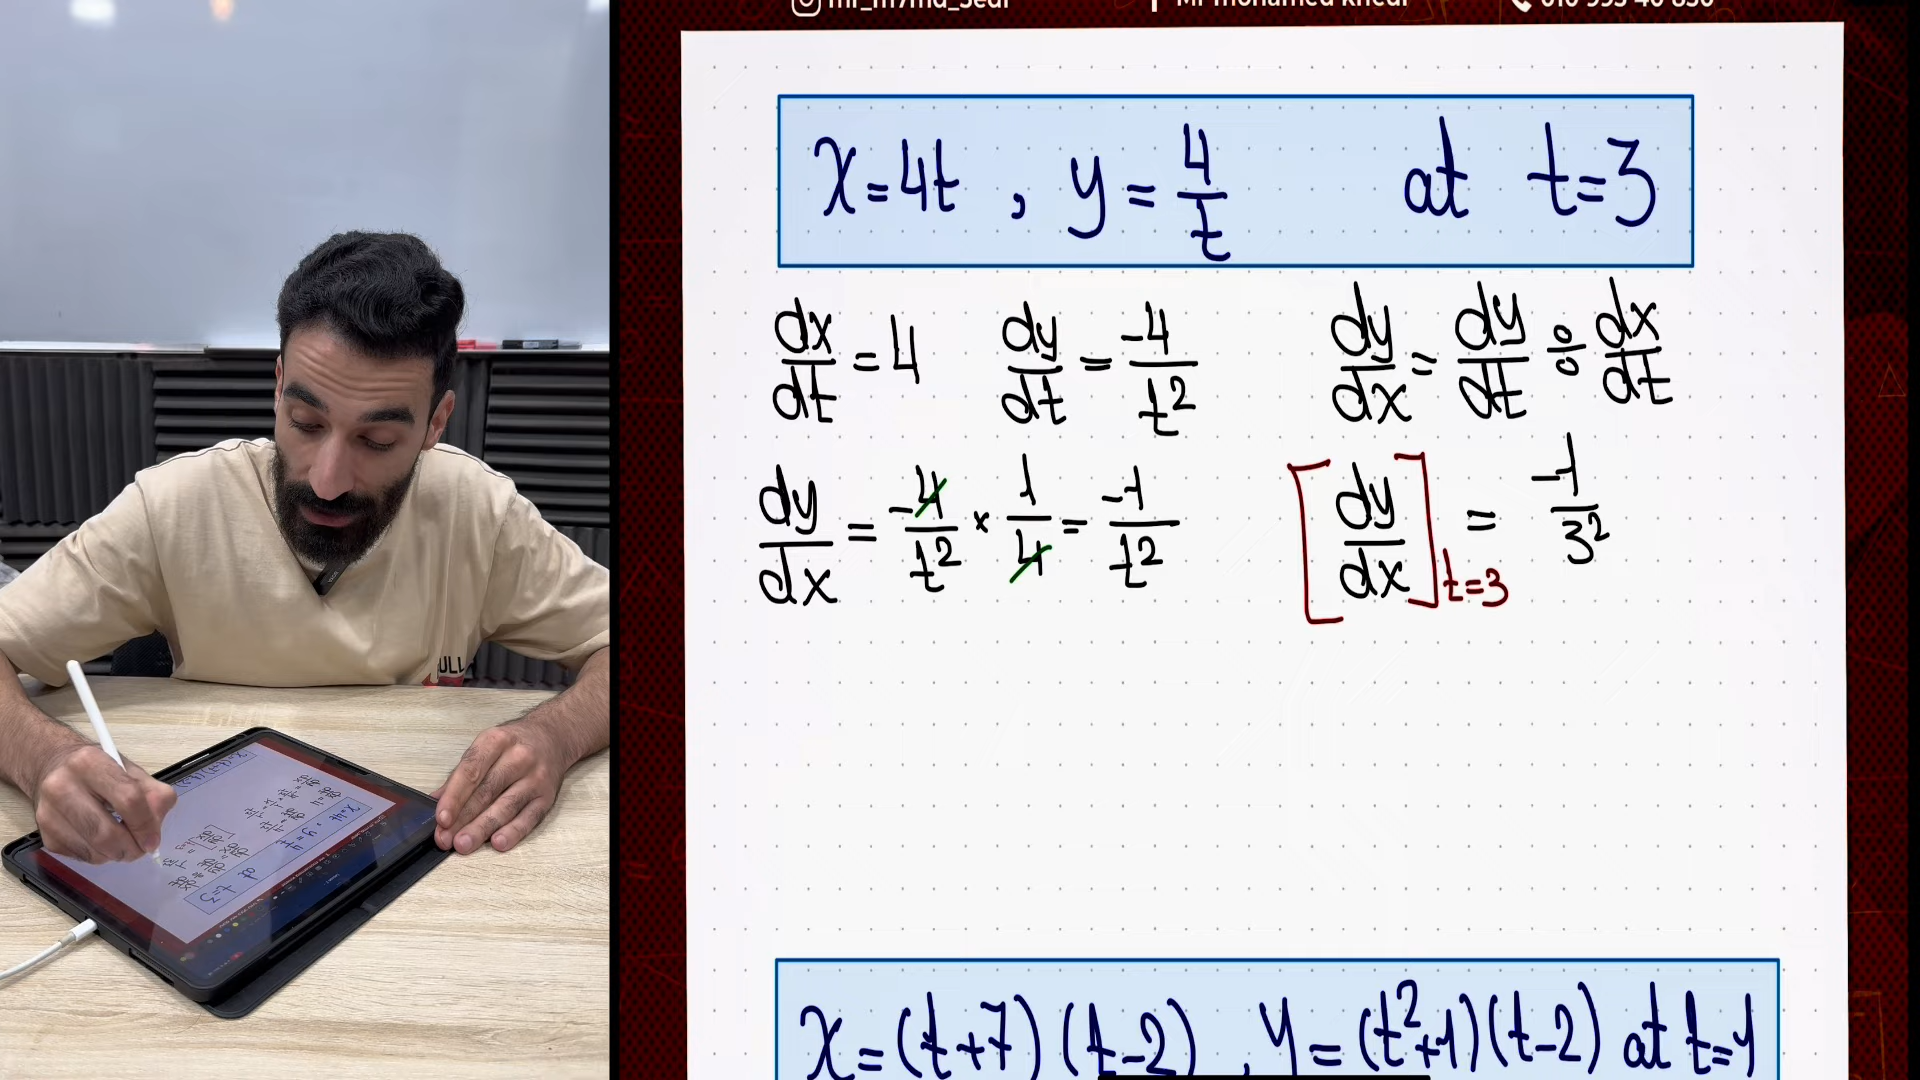 x = 4t , y = 4/t at t = 3
dx/dt = 4 dy/dt = -4/t² dy/dx = dy/dt ÷ dx/dt
dy/dx = -4/t² × 1/4 = -1/t² [dy/dx] t=3 = -1/3²
x = (t+7)(t-2) , y = (t²+1)(t-2) at t=1
ULL